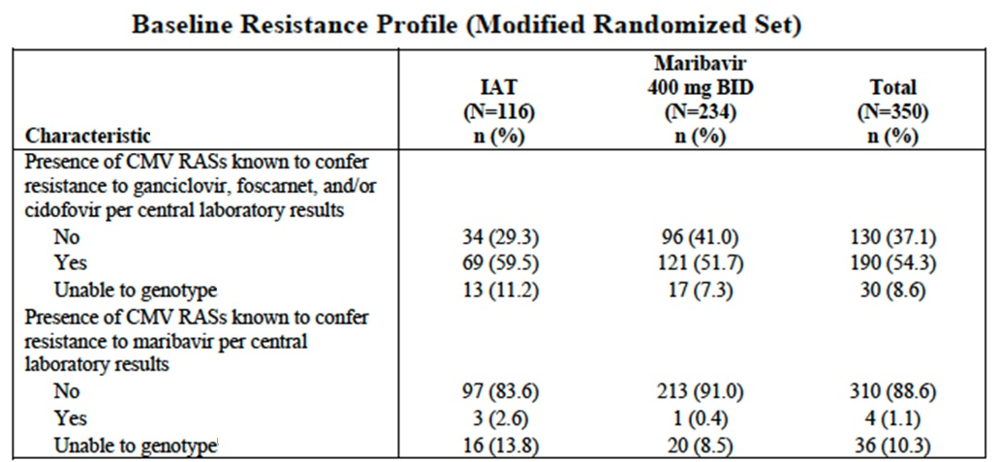 Baseline Resistance Profile (Modified Randomized Set)
Maribavir
IAT 400 mg BID Total
(N=116) (N=234) (N=350)
Characteristic n (%) n (%) n (%)
Presence of CMV RASs known to confer
resistance to ganciclovir, foscarnet, and/or
cidofovir per central laboratory results
No 34 (29.3) 96 (41.0) 130 (37.1)
Yes 69 (59.5) 121 (51.7) 190 (54.3)
Unable to genotype 13 (11.2) 17 (7.3) 30 (8.6)
Presence of CMV RASs known to confer
resistance to maribavir per central
laboratory results
No 97 (83.6) 213 (91.0) 310 (88.6)
Yes 3 (2.6) 1 (0.4) 4 (1.1)
Unable to genotype 16 (13.8) 20 (8.5) 36 (10.3)